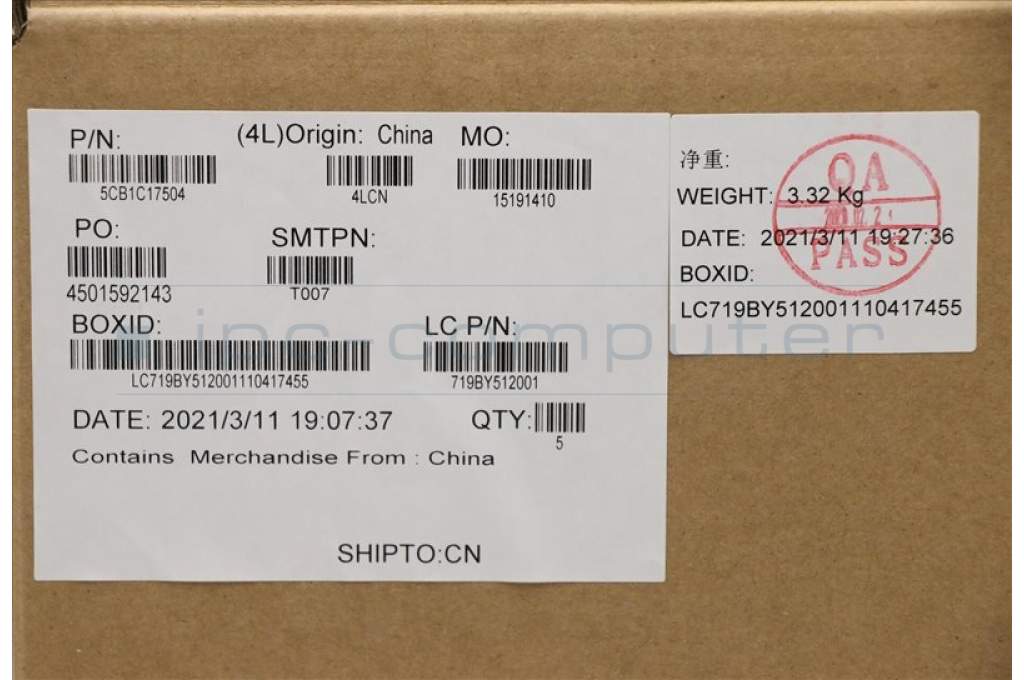 P/N:
5CB1C17504
(4L)Origin: China
4LCN
MO:
15191410
PO:
4501592143
SMTPN:
T007
BOXID:
LC719BY512001110417455
LC P/N:
719BY512001
DATE: 2021/3/11 19:07:37
QTY:
5
Contains Merchandise From : China
SHIPTO:CN
净重:
WEIGHT: 3.32 Kg
DATE: 2021/3/11 19:27:36
BOXID:
LC719BY512001110417455
QA
PASS
ipc-computer